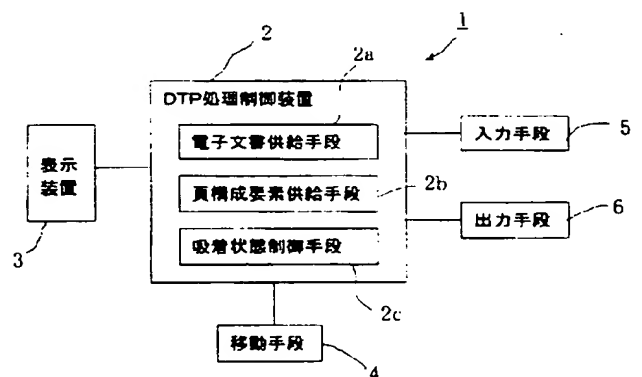 1
2
2a
DTP処理制御装置
電子文書供給手段
頁構成要素供給手段
2b
吸着状態制御手段
2c
表示
装置
3
入力手段
5
出力手段
6
移動手段
4